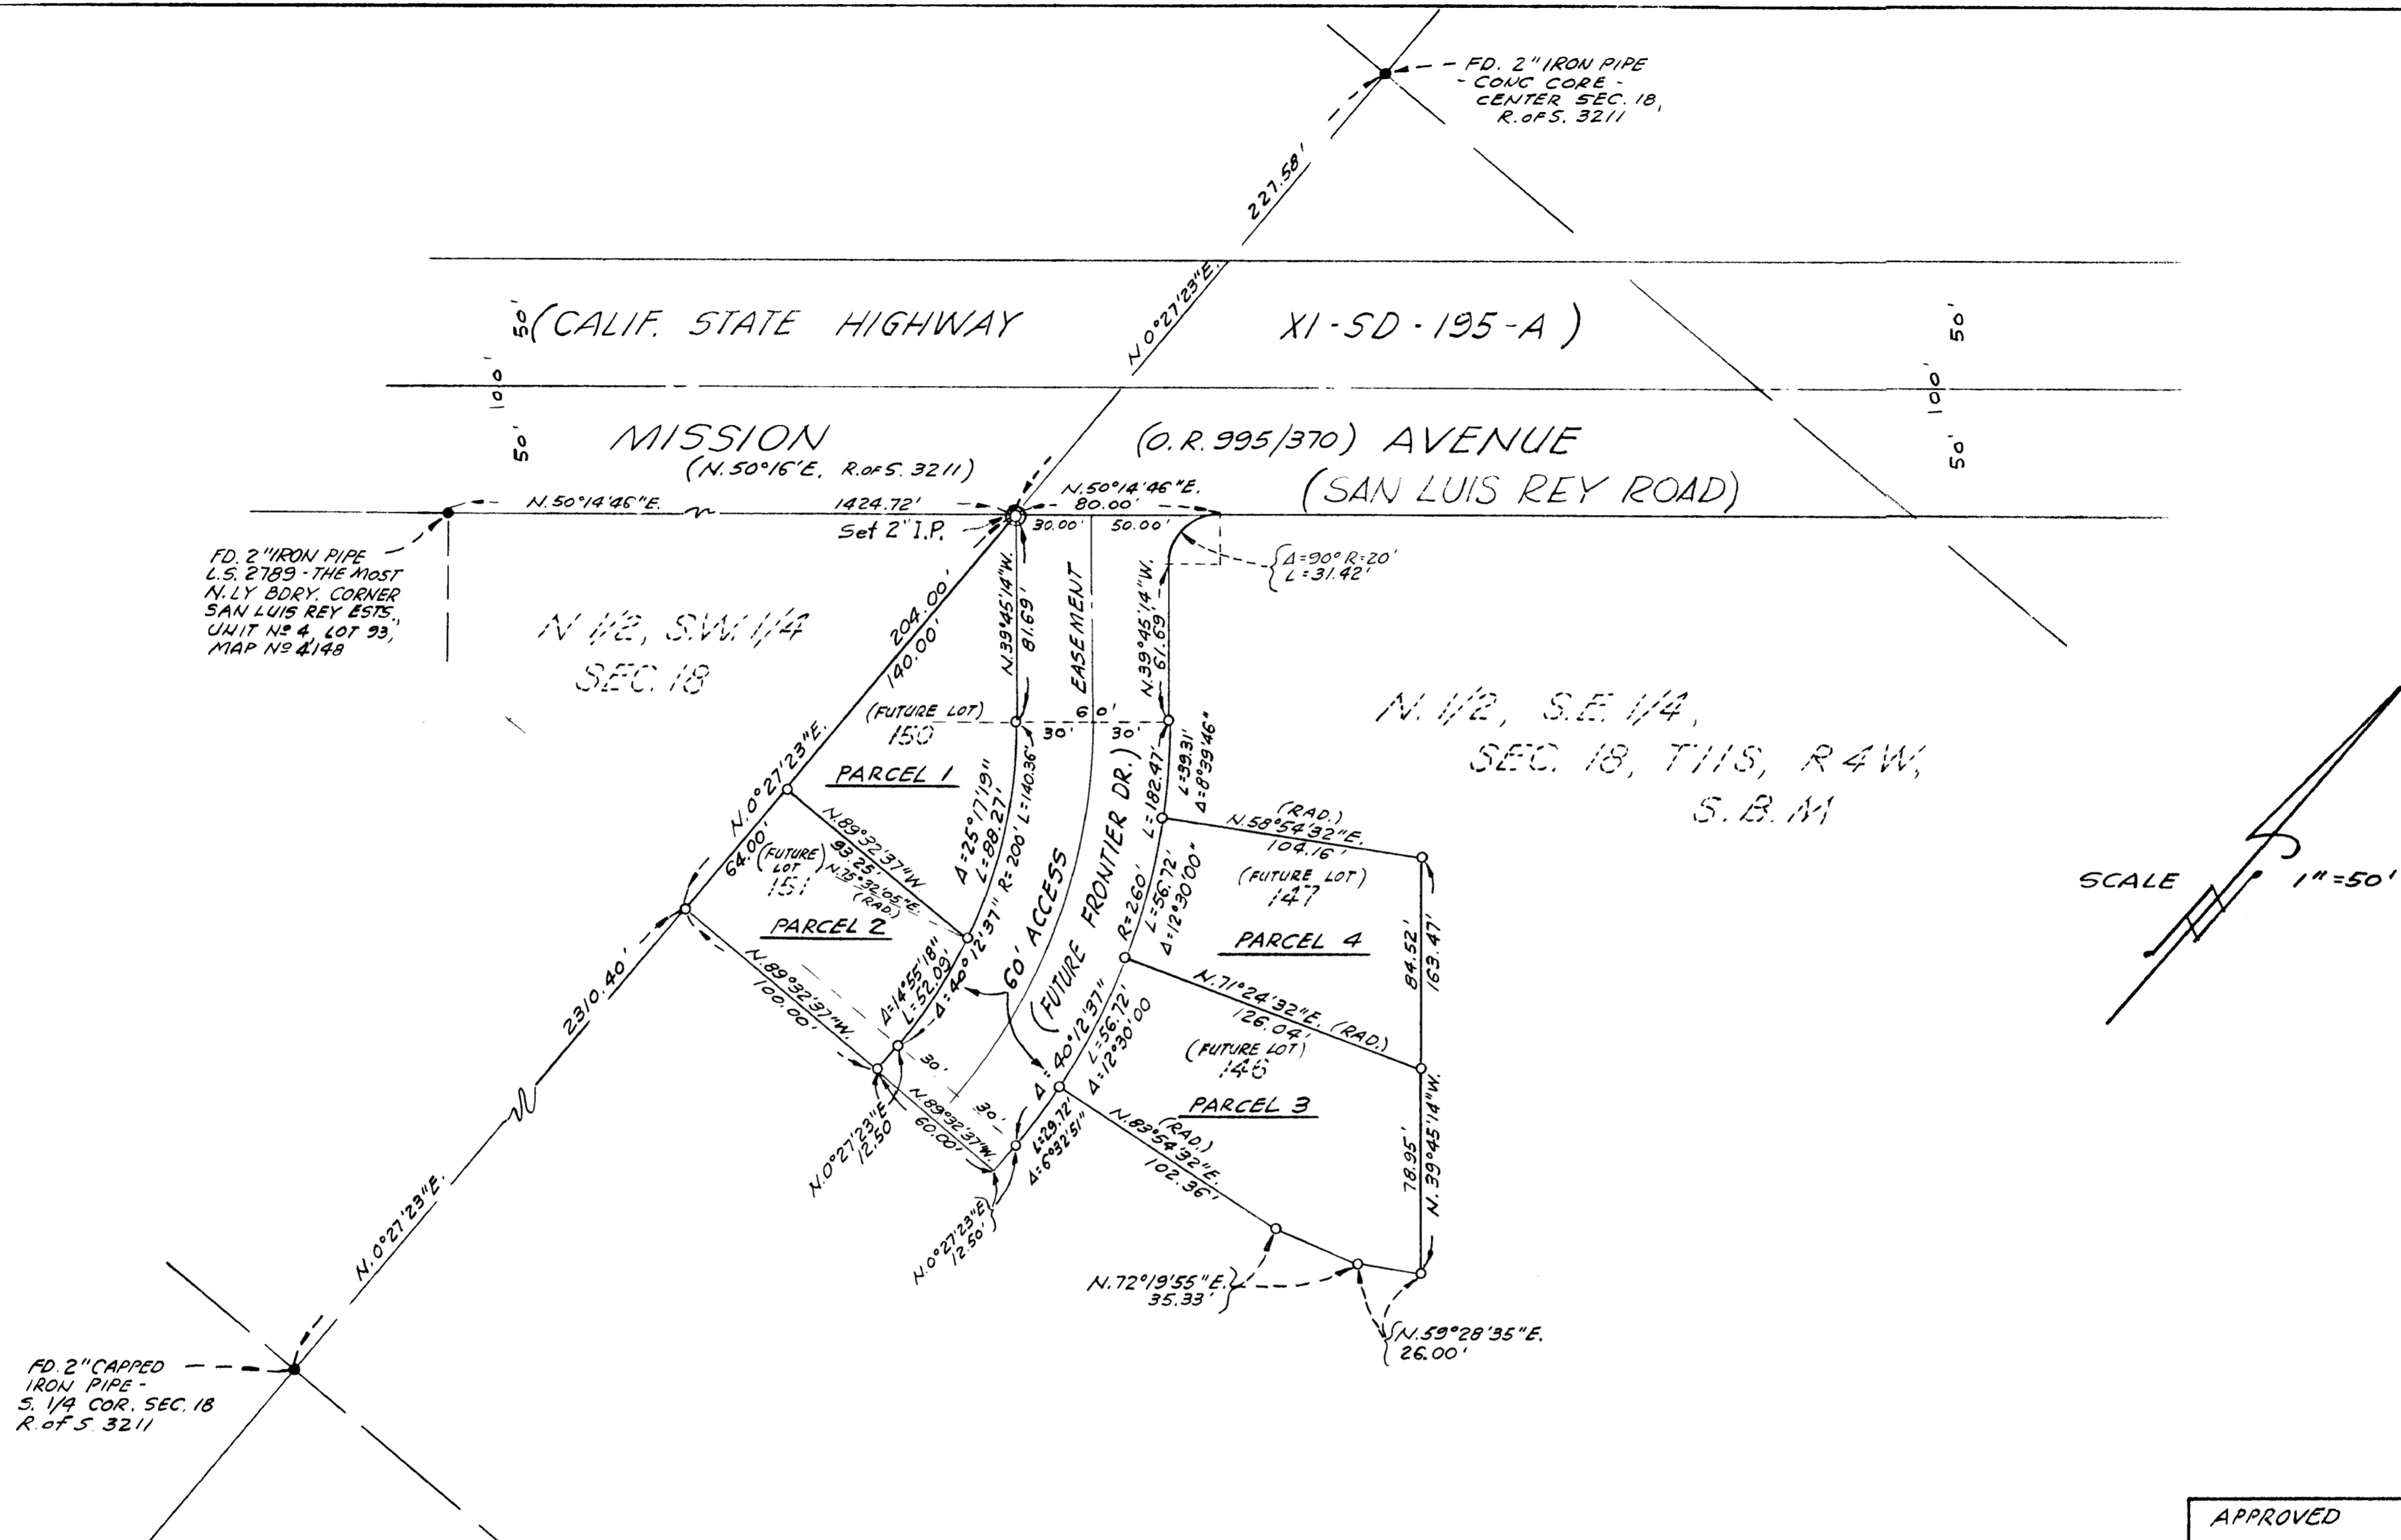 FD. 2" IRON PIPE
- CONC CORE -
CENTER SEC. 18,
R. OF S. 3211
227.58'
N.0°27'23"E.
50'
(CALIF. STATE HIGHWAY
XI-SD-195-A)
50'
100'
100'
MISSION
(O.R. 995/370) AVENUE
50'
50'
(N.50°16'E. R. OF S. 3211)
(SAN LUIS REY ROAD)
N.50°14'46"E.
1424.72'
N.50°14'46"E.
80.00'
Set 2" I.P.
30.00'
50.00'
FD. 2" IRON PIPE
L.S. 2789 - THE MOST
N.LY BDRY. CORNER
SAN LUIS REY ESTS.,
UNIT Nº 4, LOT 93,
MAP Nº 4148
Δ=90° R=20'
L=31.42'
N 1/2, S.W. 1/4
SEC. 18
204.00'
140.00'
N.39°45'14"W.
81.69'
EASEMENT
N.39°45'14"W.
61.69'
N. 1/2, S.E. 1/4,
SEC. 18, T11S, R4W,
S.B.M
(FUTURE LOT)
150
PARCEL 1
60'
30'
30'
N.0°27'23"E.
64.00'
Δ=25°17'19"
L=88.27'
R=200' L=140.36'
Δ=40°12'37"
L=182.47'
L=39.31'
Δ=8°39'46"
(RAD.)
N.58°54'32"E.
104.16'
N.89°32'37"W
93.25'
N.75°32'05"E.
(RAD.)
(FUTURE
LOT)
151
PARCEL 2
60' ACCESS
(FUTURE FRONTIER DR.)
R=260'
L=56.72'
Δ=12°30'00"
(FUTURE LOT)
147
PARCEL 4
84.52'
163.47'
SCALE 1"=50'
2310.40'
N.89°32'37"W.
100.00'
Δ=14°55'18"
L=52.09'
N.71°24'32"E. (RAD.)
126.04'
(FUTURE LOT)
146
PARCEL 3
Δ=40°12'37"
L=56.72'
Δ=12°30'00
30'
30'
N.89°32'37"W.
60.00'
N.0°27'23"E
12.50
L=29.72'
Δ=6°32'51"
(RAD.)
N.83°54'32"E.
102.36'
78.95'
N.39°45'14"W.
N.0°27'23"E
12.50'
N.0°27'23"E.
N.72°19'55"E.
35.33'
N.59°28'35"E.
26.00'
FD. 2" CAPPED
IRON PIPE -
S. 1/4 COR. SEC. 18
R. of S. 3211
APPROVED